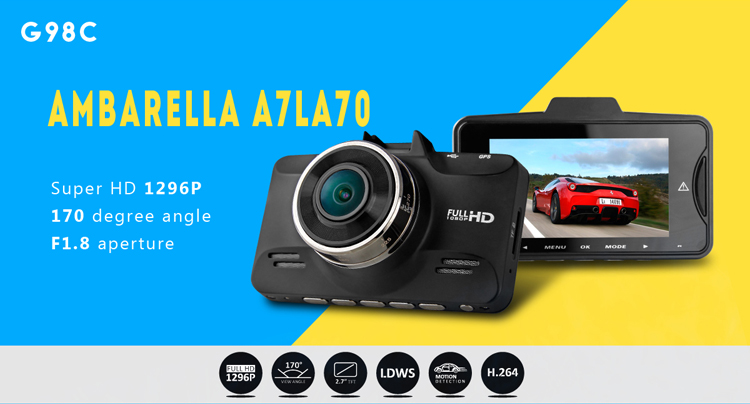 G98C
AMBARELLA A7LA70
Super HD 1296P
170 degree angle
F1.8 aperture
GPS
FULL HD
1080P
MENU OK MODE
FULL HD
1296P
170°
VIEW ANGLE
2.7" TFT
LDWS
MOTION
DETECTION
H.264